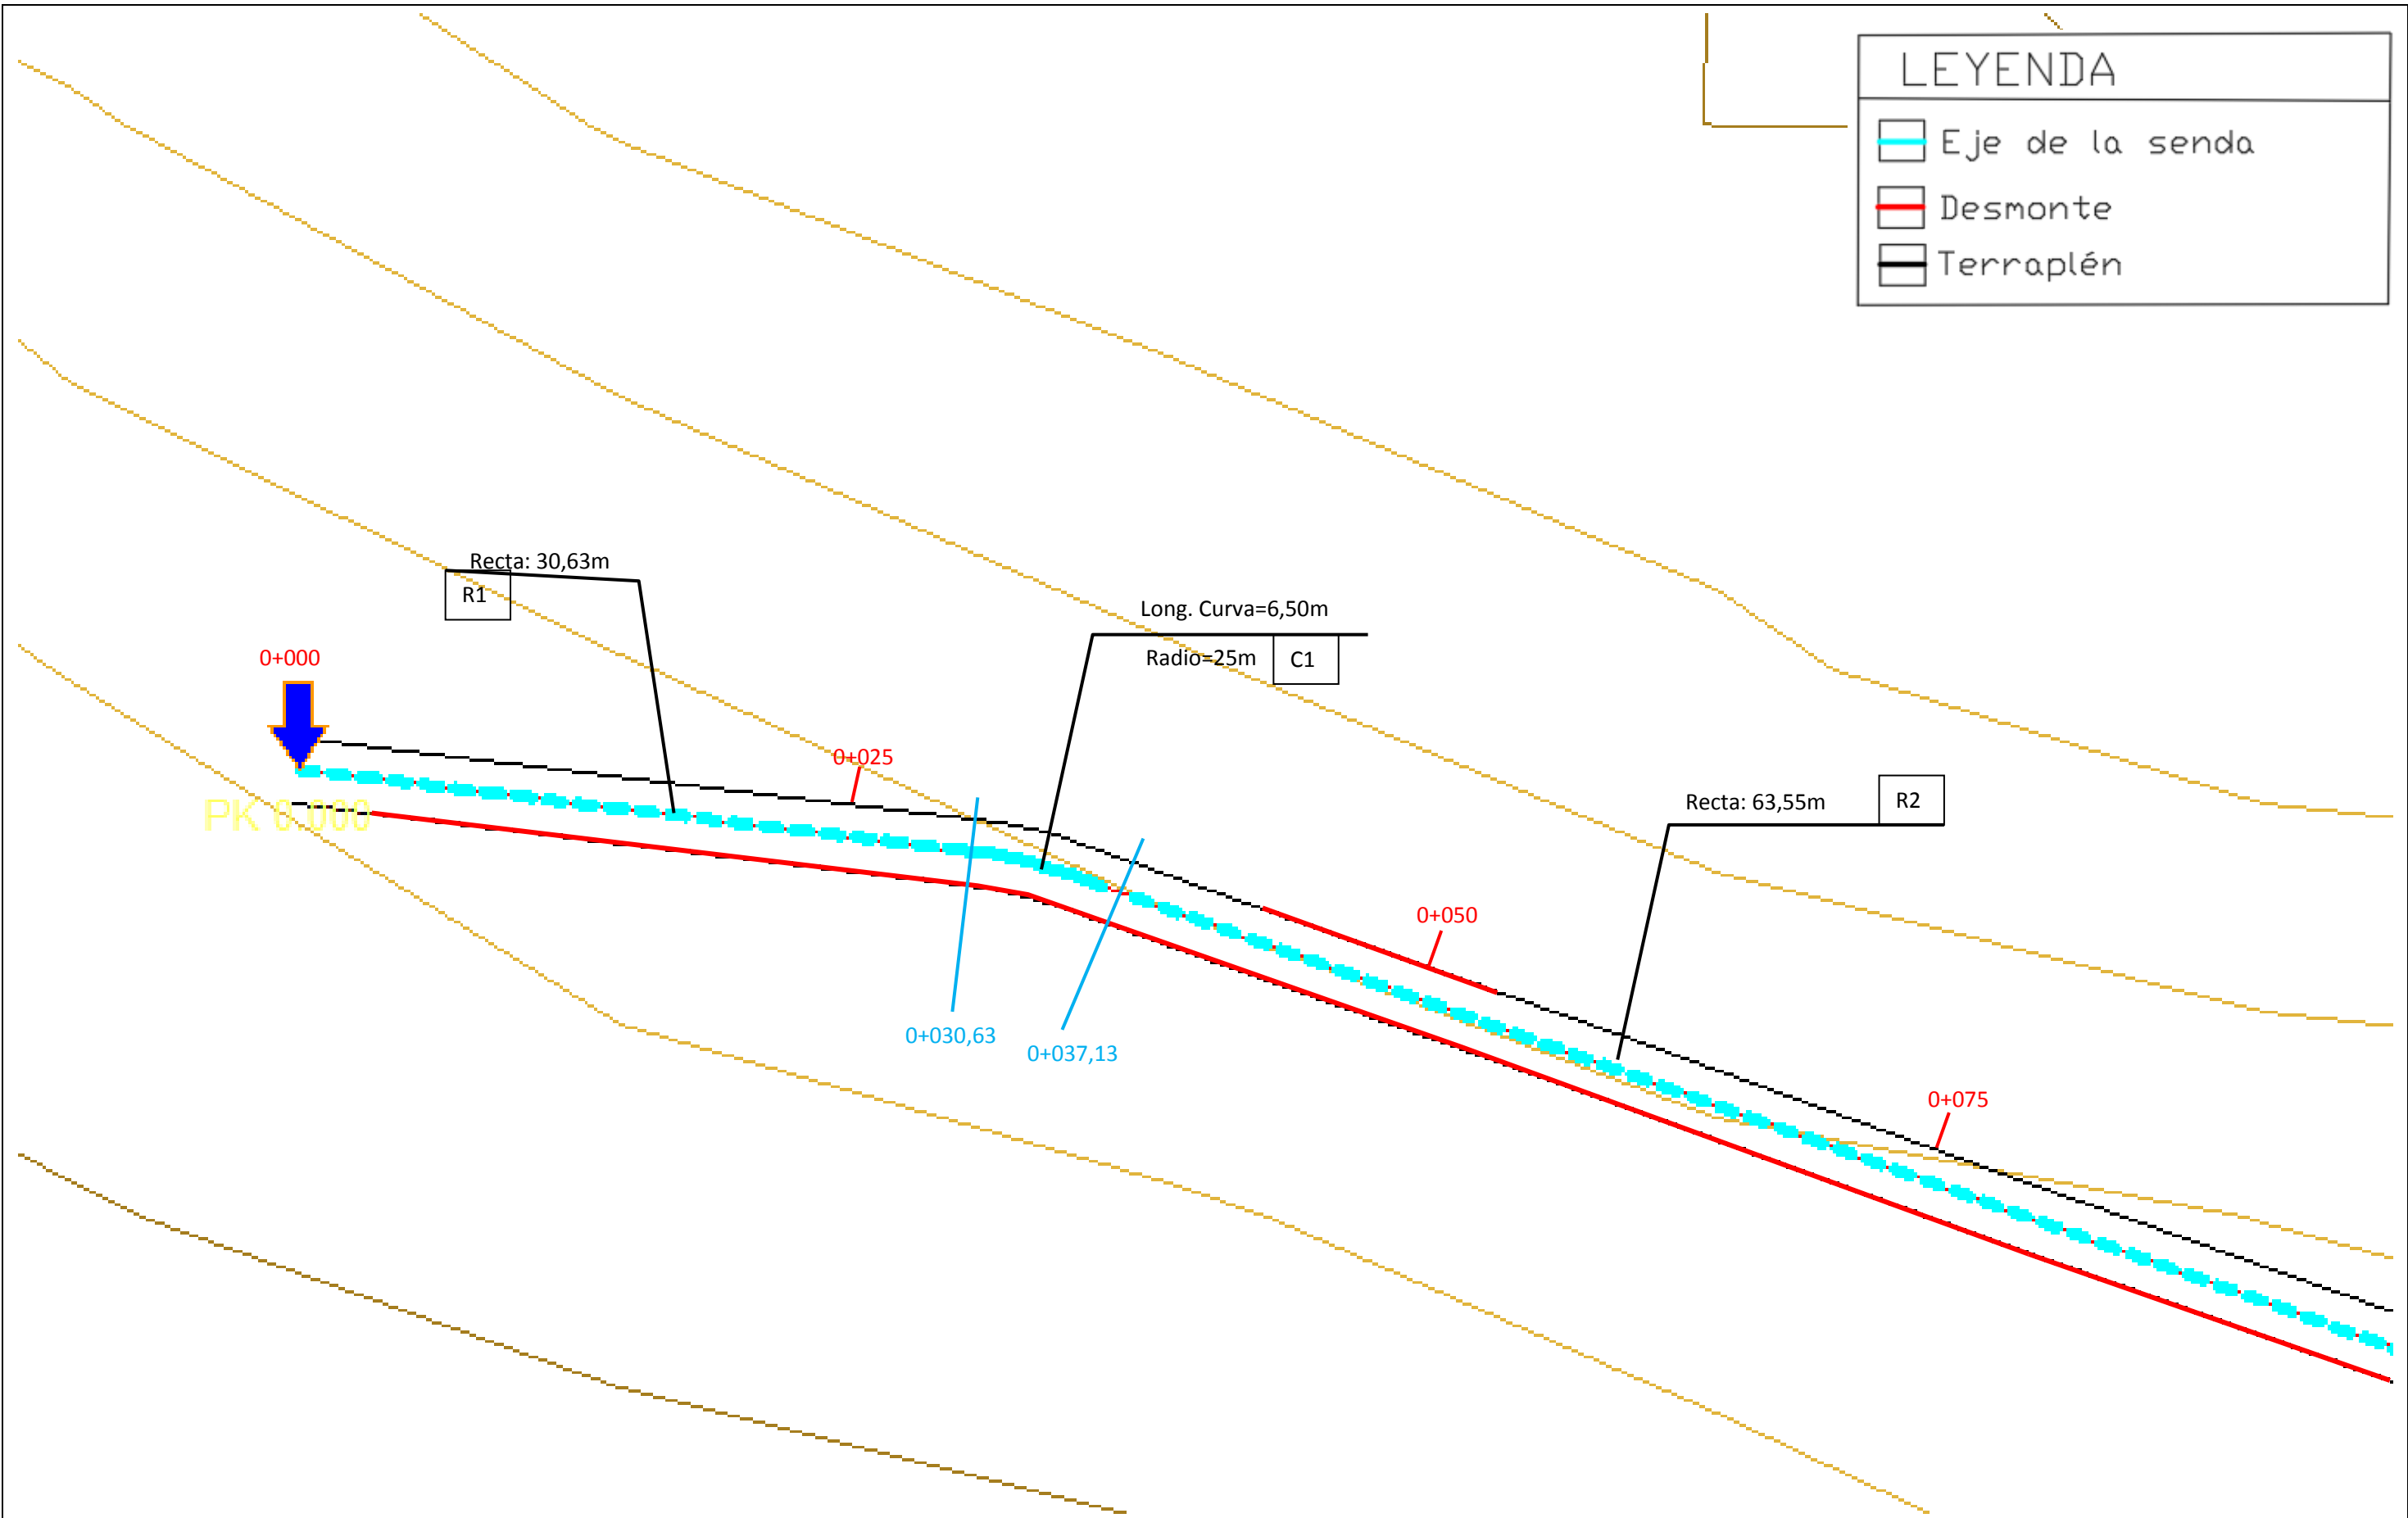 LEYENDA
Eje de la senda
Desmonte
Terraplén
Recta: 30,63m
R1
Long. Curva=6,50m
Radio=25m
C1
0+000
0+025
PK 0.000
Recta: 63,55m
R2
0+050
0+030,63
0+037,13
0+075